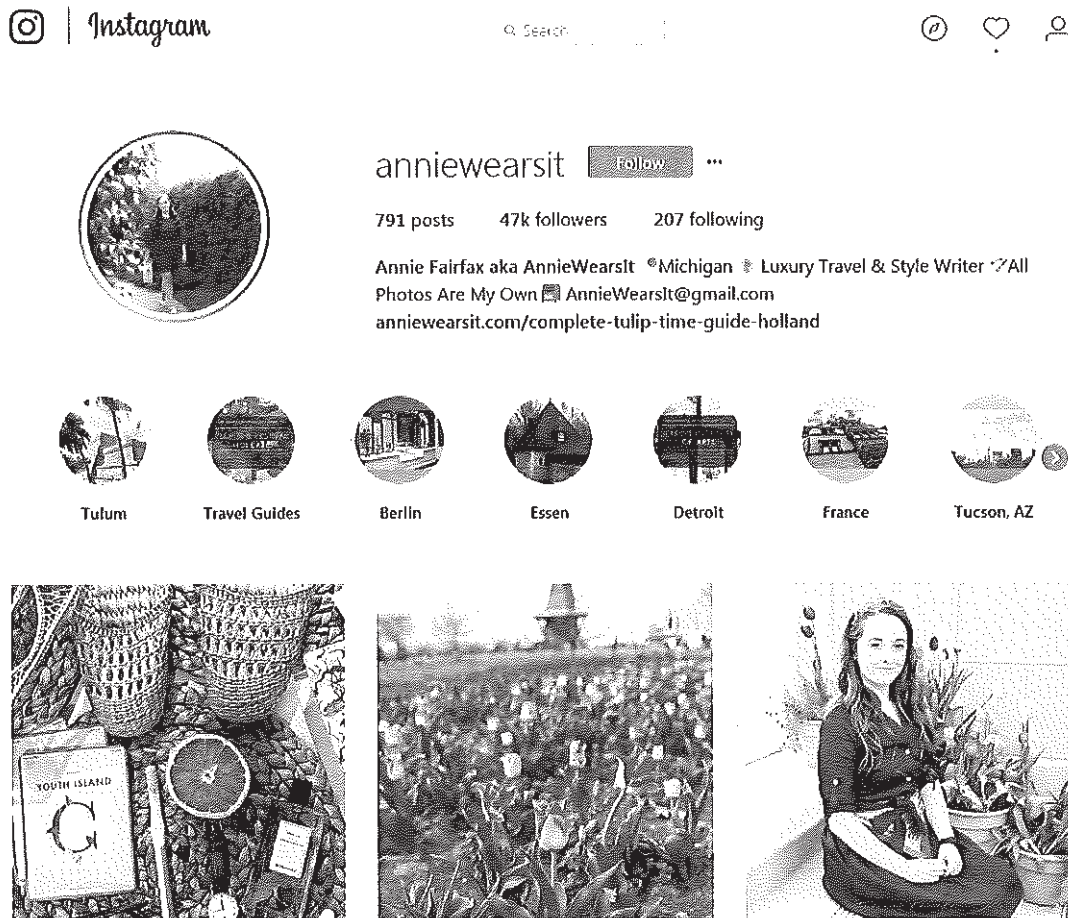 Instagram
Search
anniewearsit Follow
791 posts 47k followers 207 following
Annie Fairfax aka AnnieWearsIt Michigan Luxury Travel & Style Writer All
Photos Are My Own AnnieWearsIt@gmail.com
anniewearsit.com/complete-tulip-time-guide-holland
Tulum Travel Guides Berlin Essen Detroit France Tucson, AZ
YOUTH ISLAND
C